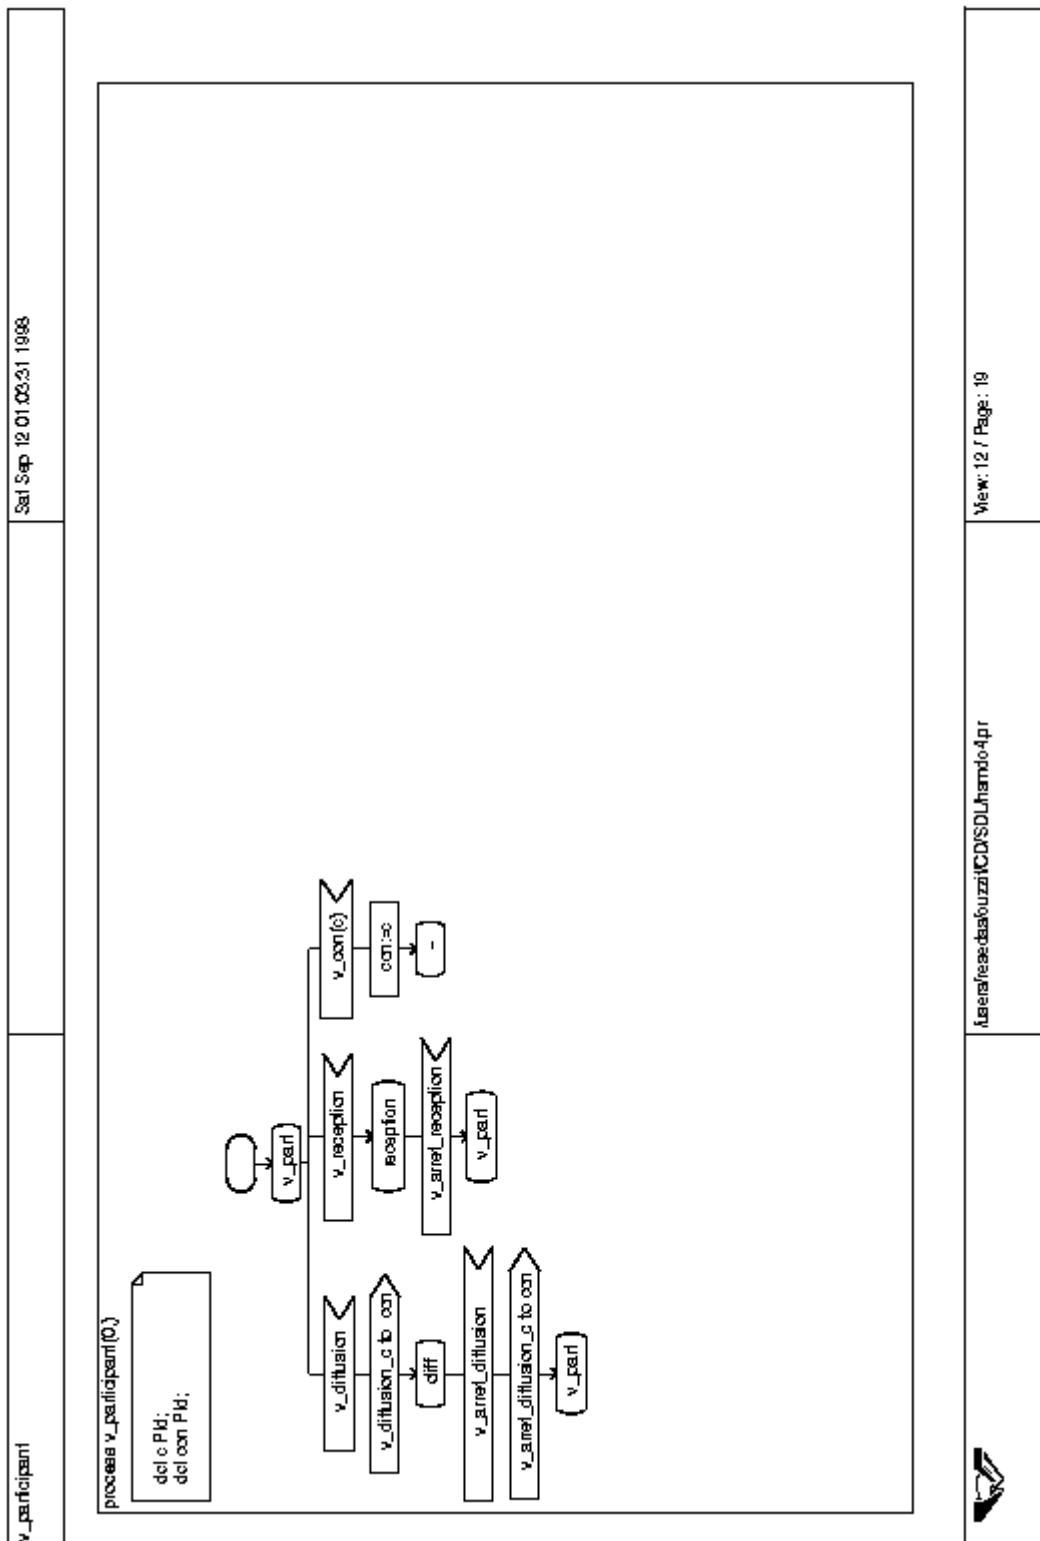 v_participant
Sat Sep 12 01:03:31 1998
process v_participant(0,)
dcl c PId;
dcl con PId;
v_part
v_diffusion
v_reception
v_con(c)
v_diffusion_c to con
reception
con:=c
diff
v_arret_reception
-
v_arret_diffusion
v_part
v_arret_diffusion_c to con
v_part
View: 12 / Page: 19